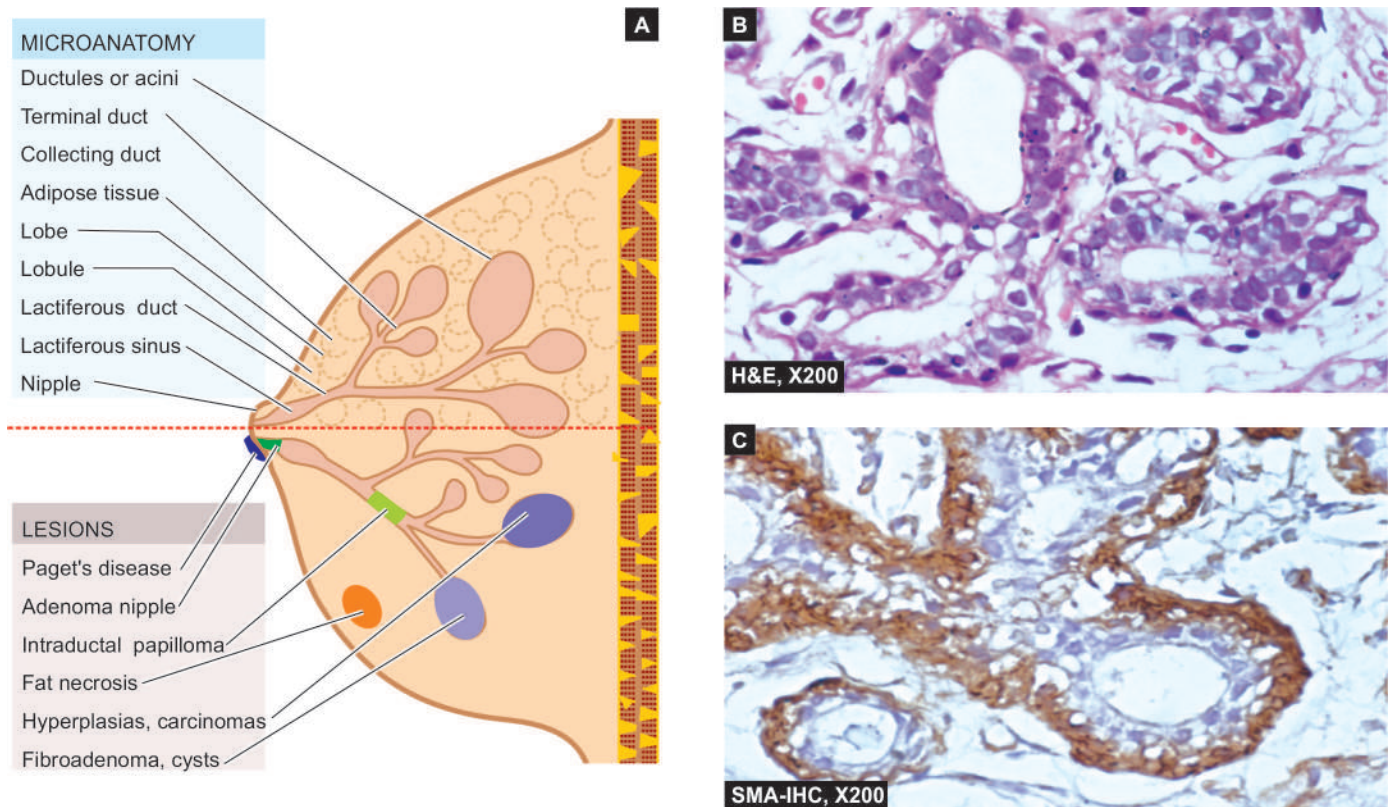 A
MICROANATOMY
Ductules or acini
Terminal duct
Collecting duct
Adipose tissue
Lobe
Lobule
Lactiferous duct
Lactiferous sinus
Nipple
LESIONS
Paget's disease
Adenoma nipple
Intraductal papilloma
Fat necrosis
Hyperplasias, carcinomas
Fibroadenoma, cysts
B
H&E, X200
C
SMA-IHC, X200